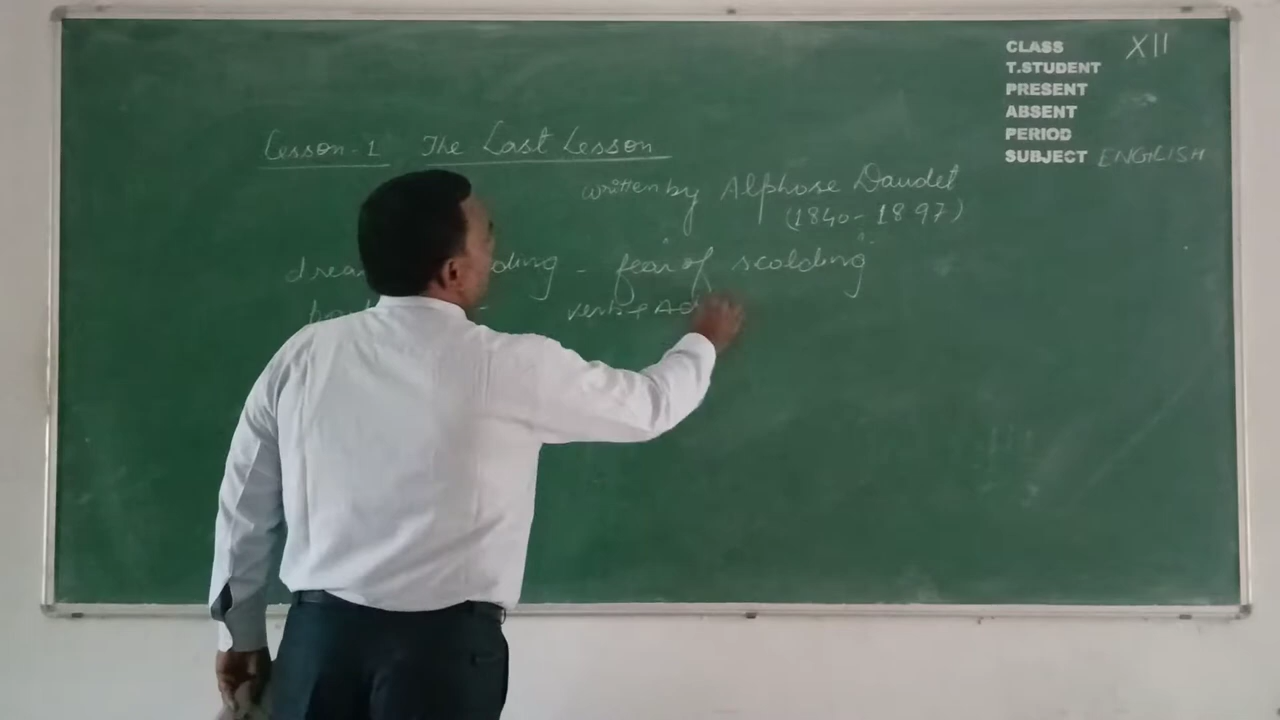 CLASS XII
T.STUDENT
PRESENT
ABSENT
PERIOD
SUBJECT ENGLISH
Lesson-1 The Last Lesson
written by Alphose Daudet
(1840-1897)
- fear of scolding